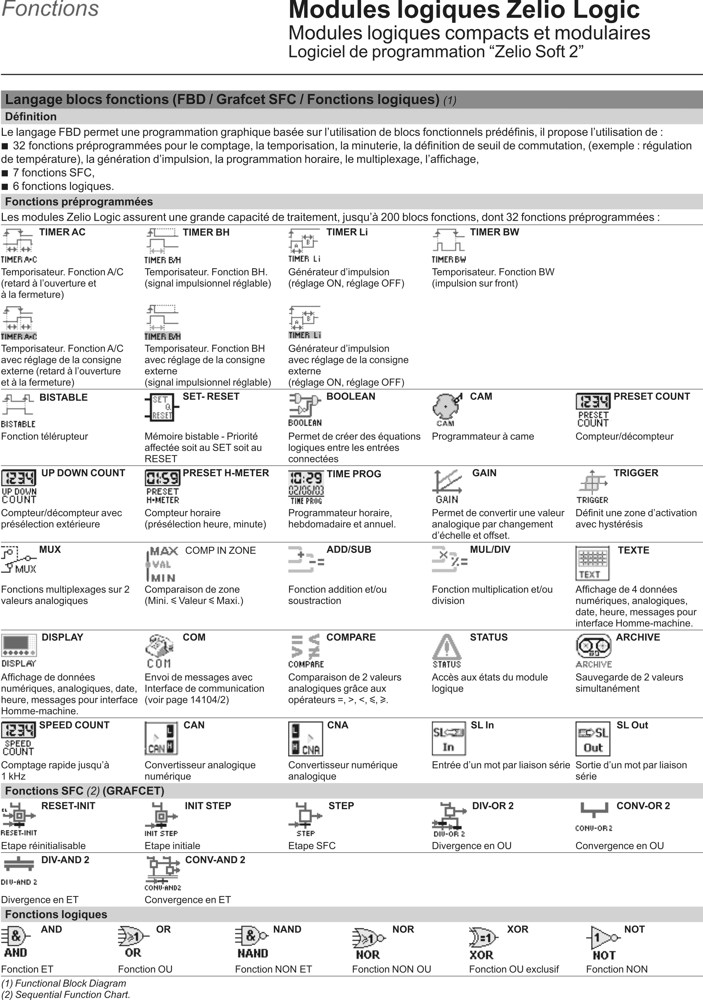 Fonctions
Modules logiques Zelio Logic
Modules logiques compacts et modulaires
Logiciel de programmation “Zelio Soft 2”
Langage blocs fonctions (FBD / Grafcet SFC / Fonctions logiques) (1)
Définition
Le langage FBD permet une programmation graphique basée sur l’utilisation de blocs fonctionnels prédéfinis, il propose l’utilisation de :
■ 32 fonctions préprogrammées pour le comptage, la temporisation, la minuterie, la définition de seuil de commutation, (exemple : régulation
de température), la génération d’impulsion, la programmation horaire, le multiplexage, l’affichage,
■ 7 fonctions SFC,
■ 6 fonctions logiques.
Fonctions préprogrammées
Les modules Zelio Logic assurent une grande capacité de traitement, jusqu’à 200 blocs fonctions, dont 32 fonctions préprogrammées :
TIMER AC
TIMER A•C
Temporisateur. Fonction A/C
(retard à l’ouverture et
à la fermeture)
TIMER BH
TIMER B/H
Temporisateur. Fonction BH.
(signal impulsionnel réglable)
TIMER Li
A B
TIMER Li
Générateur d’impulsion
(réglage ON, réglage OFF)
TIMER BW
TIMER BW
Temporisateur. Fonction BW
(impulsion sur front)
TIMER A•C
Temporisateur. Fonction A/C
avec réglage de la consigne
externe (retard à l’ouverture
et à la fermeture)
TIMER B/H
Temporisateur. Fonction BH
avec réglage de la consigne
externe
(signal impulsionnel réglable)
A B
TIMER Li
Générateur d’impulsion
avec réglage de la consigne
externe
(réglage ON, réglage OFF)
BISTABLE
BISTABLE
Fonction télérupteur
SET- RESET
SET
Q
RESET
Mémoire bistable - Priorité
affectée soit au SET soit au
RESET
BOOLEAN
BOOLEAN
Permet de créer des équations
logiques entre les entrées
connectées
CAM
CAM
Programmateur à came
PRESET COUNT
1234
PRESET
COUNT
Compteur/décompteur
UP DOWN COUNT
1234
UP DOWN
COUNT
Compteur/décompteur avec
présélection extérieure
PRESET H-METER
01:59
PRESET
H•METER
Compteur horaire
(présélection heure, minute)
TIME PROG
10:29
02/06/03
TIME PROG
Programmateur horaire,
hebdomadaire et annuel.
GAIN
GAIN
Permet de convertir une valeur
analogique par changement
d’échelle et offset.
TRIGGER
TRIGGER
Définit une zone d’activation
avec hystérésis
MUX
MUX
Fonctions multiplexages sur 2
valeurs analogiques
COMP IN ZONE
MAX
VAL
MIN
Comparaison de zone
(Mini. ⩽ Valeur ⩽ Maxi.)
ADD/SUB
+ - =
Fonction addition et/ou
soustraction
MUL/DIV
× ⁒ =
Fonction multiplication et/ou
division
TEXTE
TEXT
Affichage de 4 données
numériques, analogiques,
date, heure, messages pour
interface Homme-machine.
DISPLAY
DISPLAY
Affichage de données
numériques, analogiques, date,
heure, messages pour interface
Homme-machine.
COM
COM
Envoi de messages avec
Interface de communication
(voir page 14104/2)
COMPARE
= <
> ≠
COMPARE
Comparaison de 2 valeurs
analogiques grâce aux
opérateurs =, >, <, ⩽, ⩾.
STATUS
!
STATUS
Accès aux états du module
logique
ARCHIVE
ARCHIVE
Sauvegarde de 2 valeurs
simultanément
SPEED COUNT
1234
SPEED
COUNT
Comptage rapide jusqu’à
1 kHz
CAN
L
CAN H
Convertisseur analogique
numérique
CNA
L
H CNA
Convertisseur numérique
analogique
SL In
SL
In
Entrée d’un mot par liaison série
SL Out
SL
Out
Sortie d’un mot par liaison
série
Fonctions SFC (2) (GRAFCET)
RESET-INIT
RESET-INIT
Etape réinitialisable
INIT STEP
INIT STEP
Etape initiale
STEP
STEP
Etape SFC
DIV-OR 2
DIV-OR 2
Divergence en OU
CONV-OR 2
CONV-OR 2
Convergence en OU
DIV-AND 2
DIV-AND 2
Divergence en ET
CONV-AND 2
CONV-AND2
Convergence en ET
Fonctions logiques
AND
&
AND
Fonction ET
OR
≥1
OR
Fonction OU
NAND
&
NAND
Fonction NON ET
NOR
≥1
NOR
Fonction NON OU
XOR
=1
XOR
Fonction OU exclusif
NOT
1
NOT
Fonction NON
(1) Functional Block Diagram
(2) Sequential Function Chart.